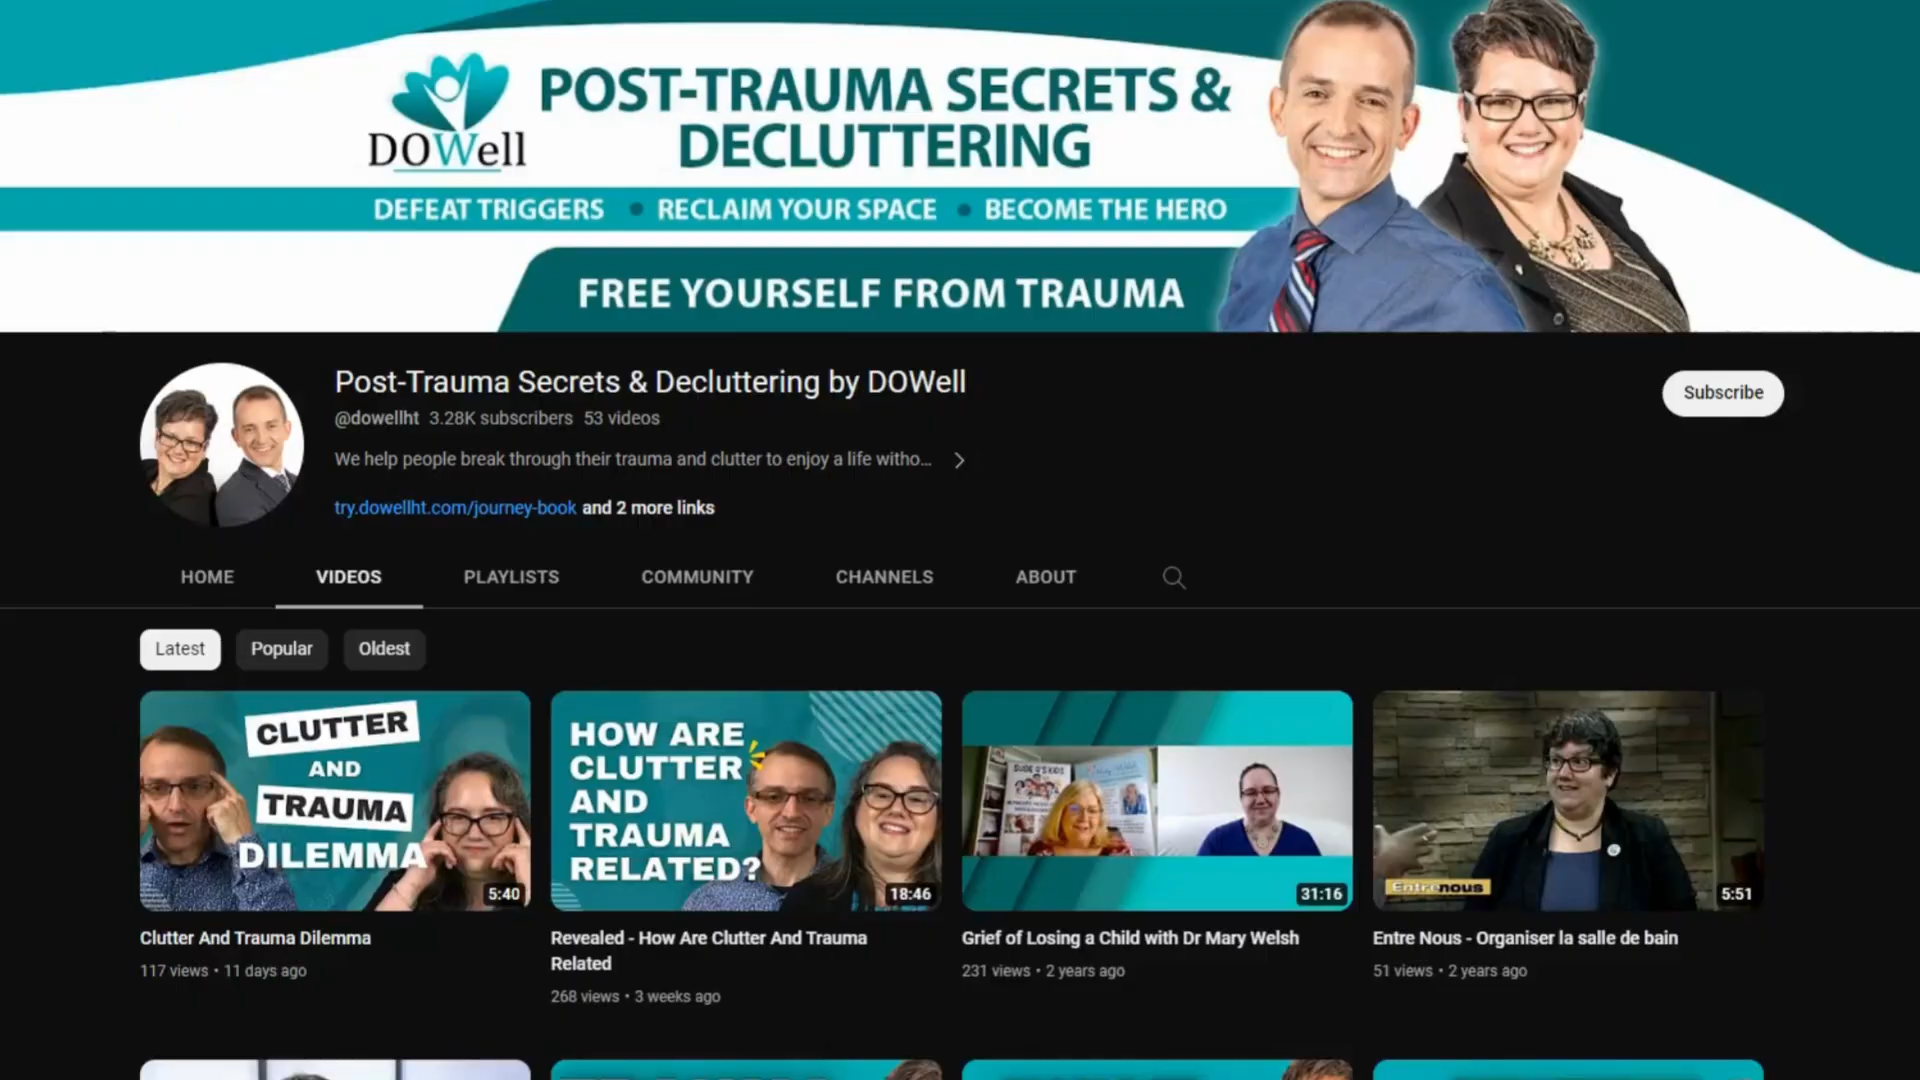 DOWell
POST-TRAUMA SECRETS &
DECLUTTERING
DEFEAT TRIGGERS • RECLAIM YOUR SPACE • BECOME THE HERO
FREE YOURSELF FROM TRAUMA
Post-Trauma Secrets & Decluttering by DOWell
@dowellht 3.28K subscribers 53 videos
We help people break through their trauma and clutter to enjoy a life witho...
try.dowellht.com/journey-book and 2 more links
Subscribe
HOME VIDEOS PLAYLISTS COMMUNITY CHANNELS ABOUT
Latest Popular Oldest
CLUTTER
AND
TRAUMA
DILEMMA
5:40
HOW ARE
CLUTTER
AND
TRAUMA
RELATED?
18:46
31:16
Entrenous
5:51
Clutter And Trauma Dilemma
117 views • 11 days ago
Revealed - How Are Clutter And Trauma
Related
268 views • 3 weeks ago
Grief of Losing a Child with Dr Mary Welsh
231 views • 2 years ago
Entre Nous - Organiser la salle de bain
51 views • 2 years ago